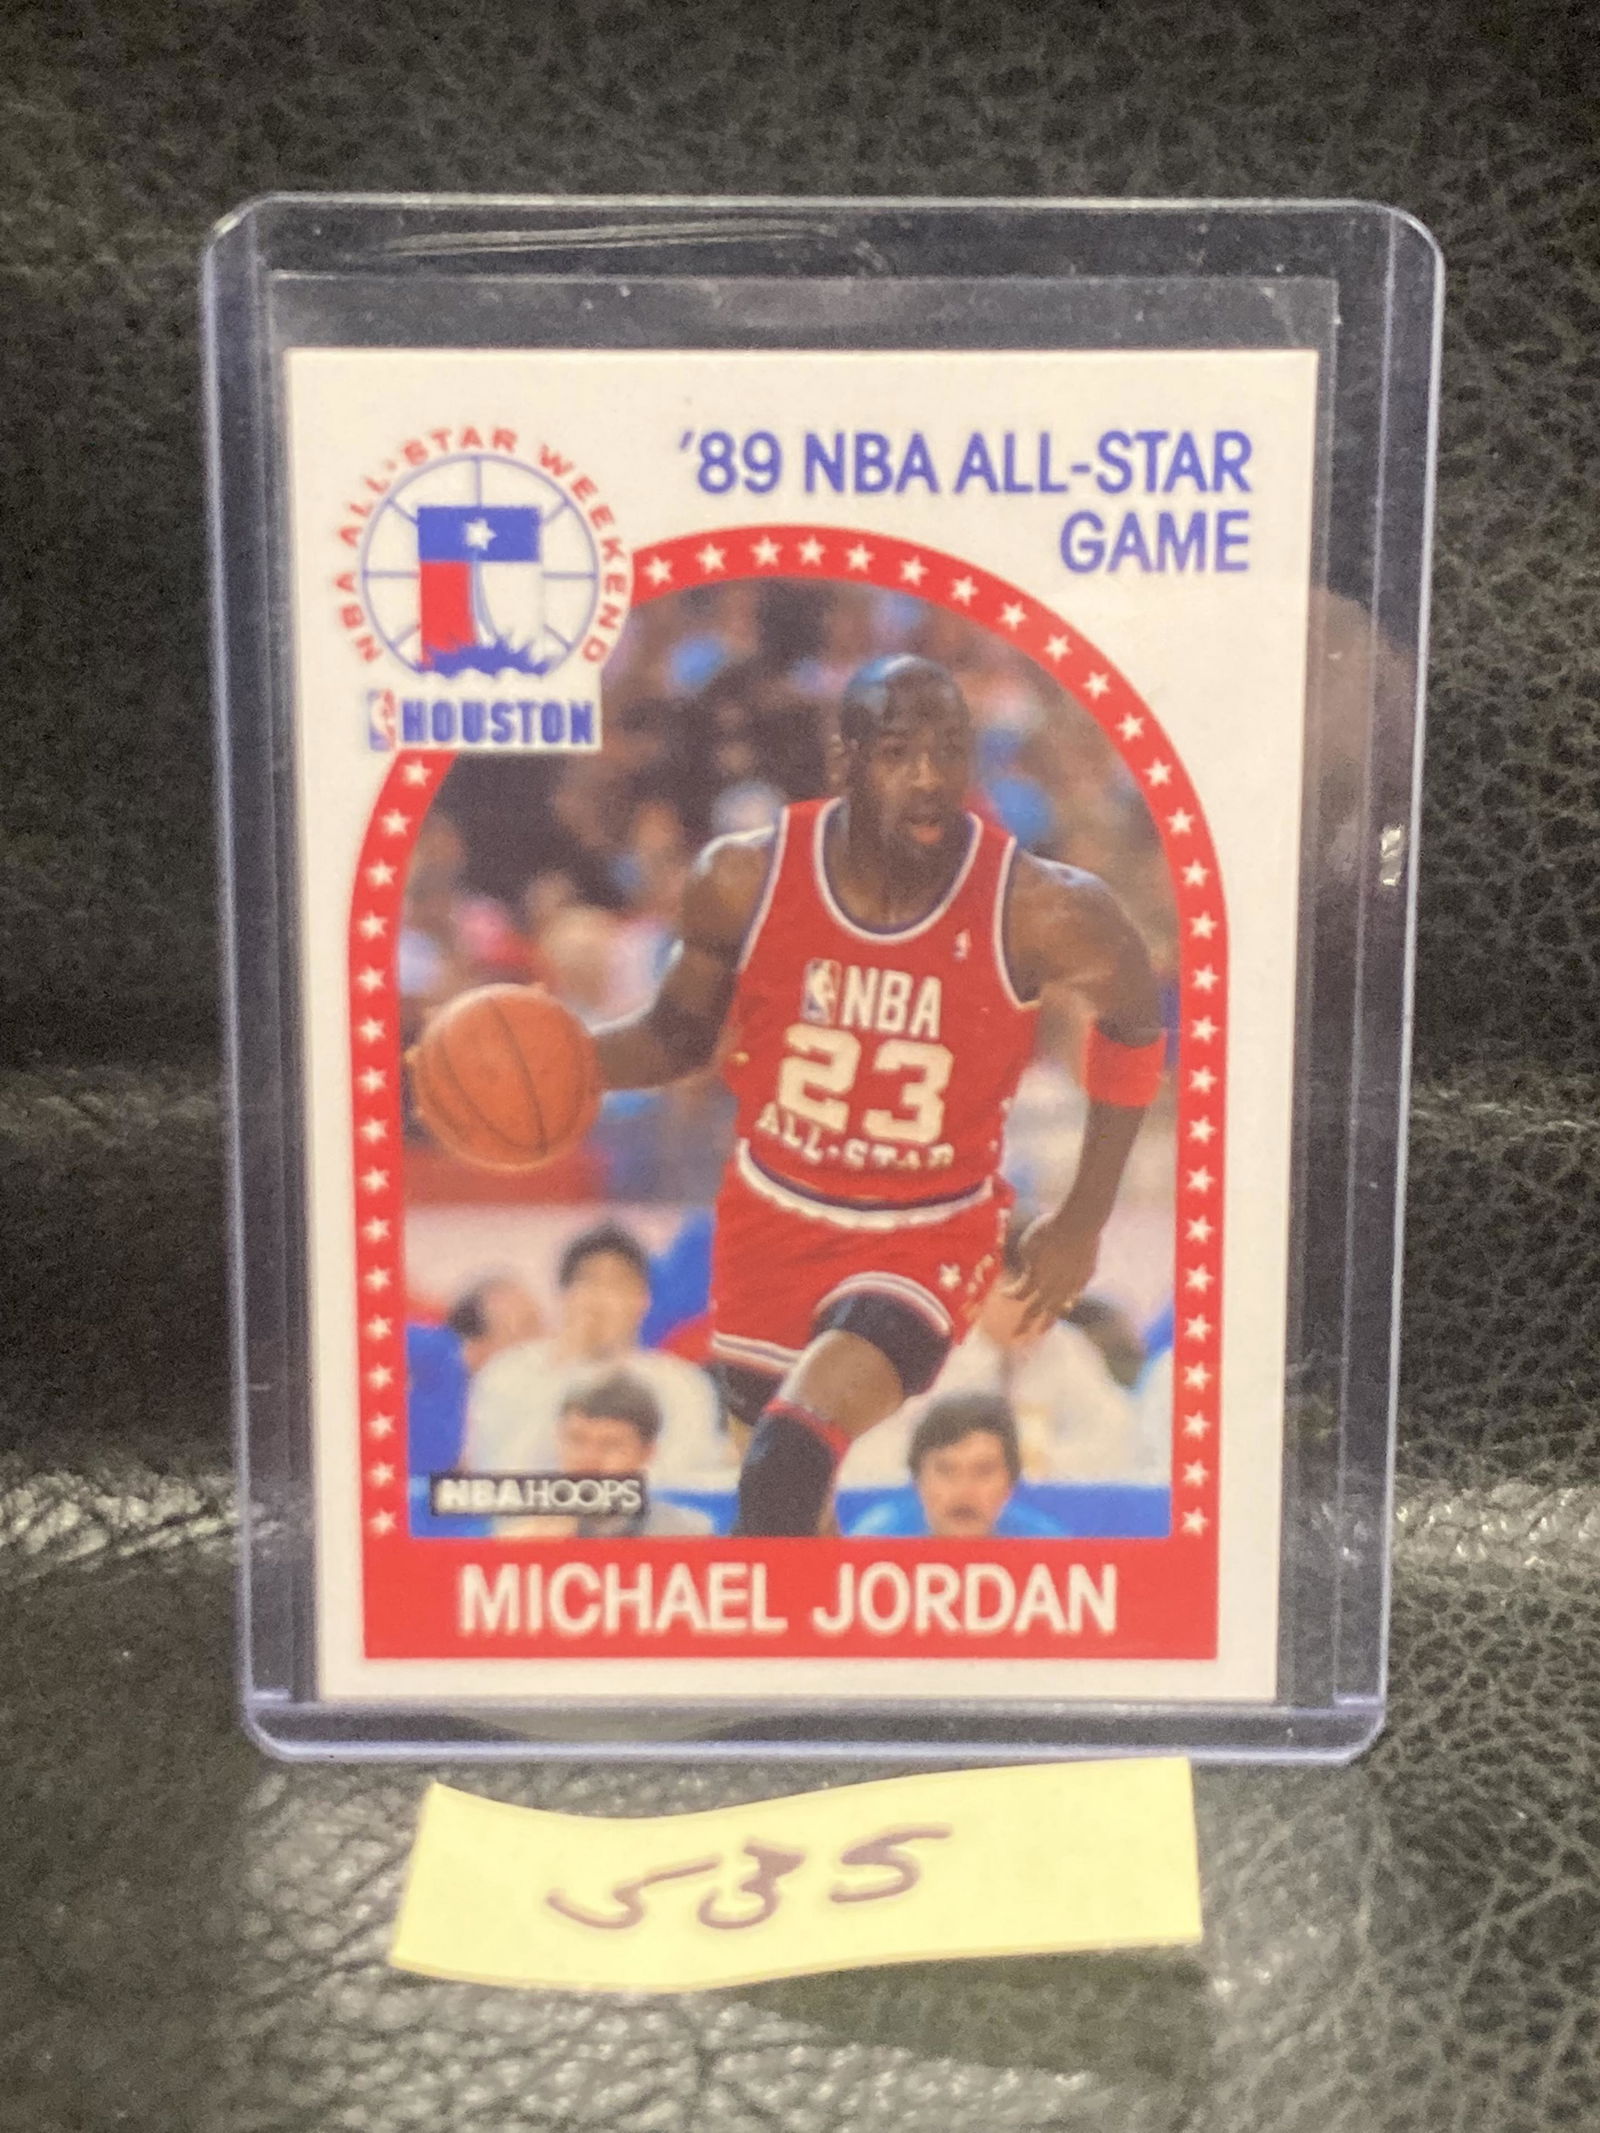 NBA ALL·STAR WEEKEND
HOUSTON
'89 NBA ALL-STAR
GAME
NBA
23
ALL·STAR
NBA HOOPS
MICHAEL JORDAN
535